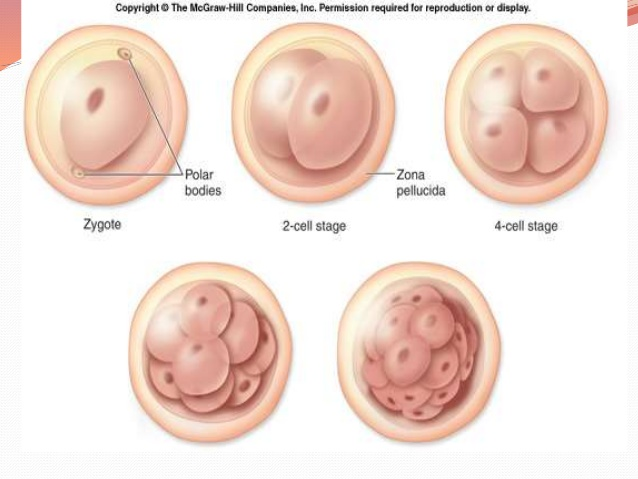 Copyright © The McGraw-Hill Companies, Inc. Permission required for reproduction or display.
Polar
bodies
Zona
pellucida
Zygote
2-cell stage
4-cell stage